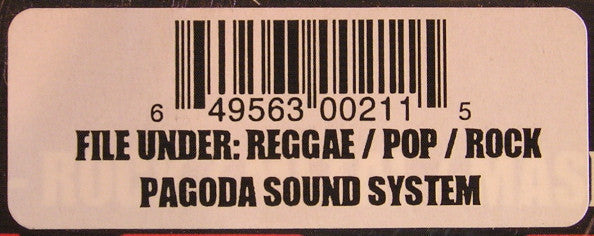 6 49563 00211 5
FILE UNDER: REGGAE / POP / ROCK
PAGODA SOUND SYSTEM